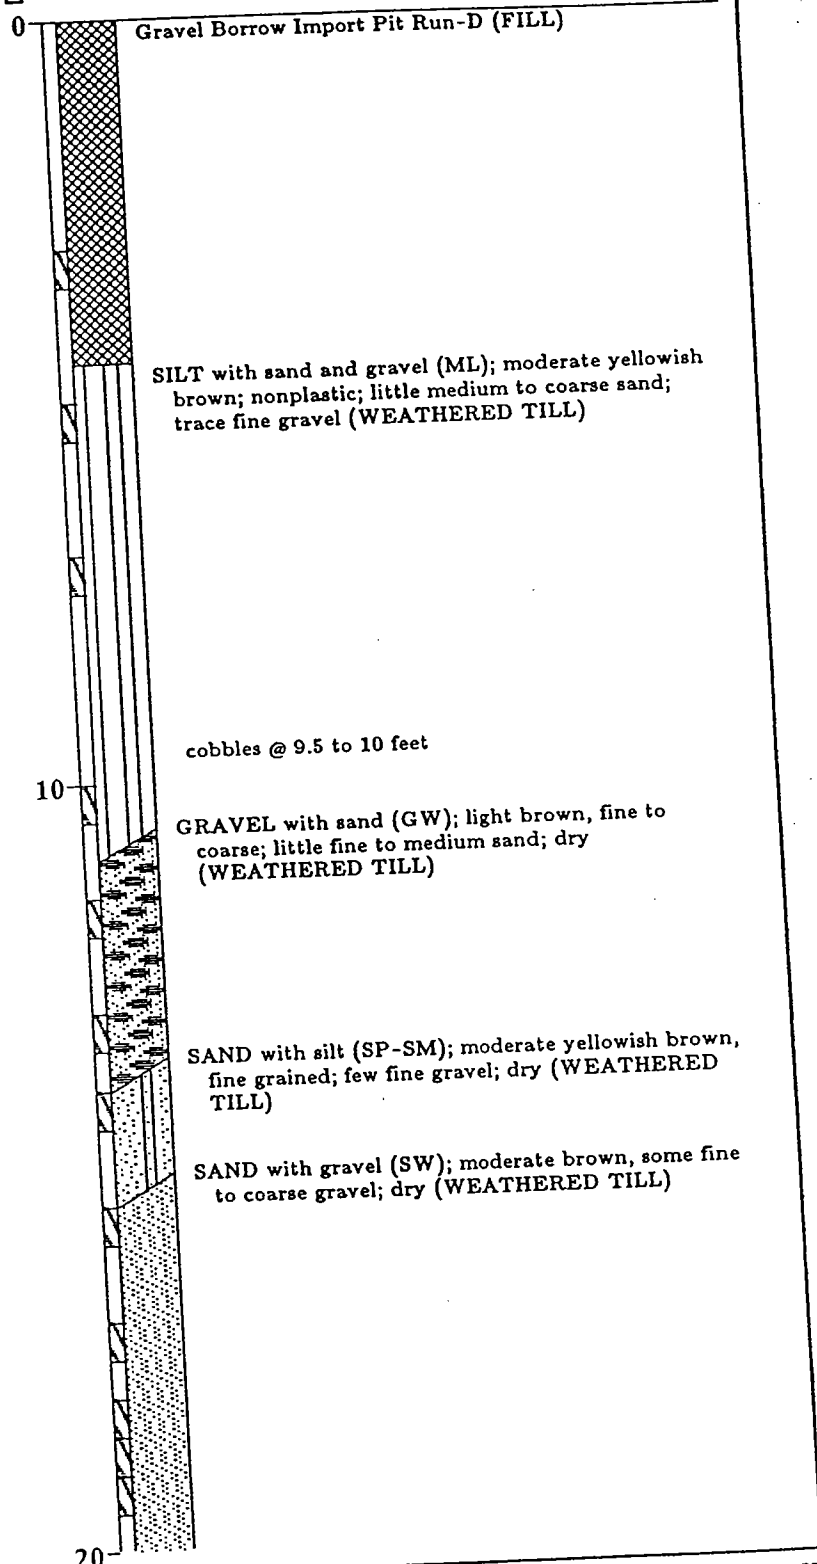 0
Gravel Borrow Import Pit Run-D (FILL)
SILT with sand and gravel (ML); moderate yellowish
brown; nonplastic; little medium to coarse sand;
trace fine gravel (WEATHERED TILL)
cobbles @ 9.5 to 10 feet
10
GRAVEL with sand (GW); light brown, fine to
coarse; little fine to medium sand; dry
(WEATHERED TILL)
SAND with silt (SP-SM); moderate yellowish brown,
fine grained; few fine gravel; dry (WEATHERED
TILL)
SAND with gravel (SW); moderate brown, some fine
to coarse gravel; dry (WEATHERED TILL)
20